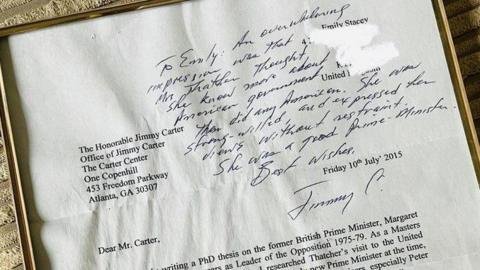 Emily Stacey
To Emily: An overwhelming
impression was that
Mrs. Thatcher thought
she knew more about
American government
than did any American. She was
strong-willed, and expressed her
views without restraint.
She was a good Prime-Minister.
Best Wishes,
Jimmy C.
The Honorable Jimmy Carter
Office of Jimmy Carter
The Carter Center
One Copenhill
453 Freedom Parkway
Atlanta, GA 30307
Friday 10th July 2015
Dear Mr. Carter,
writing a PhD thesis on the former British Prime Minister, Margaret
as Leader of the Opposition 1975-79. As a Masters
researched Thatcher's visit to the United
new Prime Minister at the time,
especially Peter